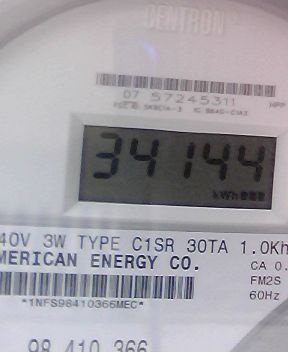 CENTRON
07 57245311
34144
kWh
40V 3W TYPE C1SR 30TA 1.0Kh
MERICAN ENERGY CO.
CA 0.
FM2S
60Hz
*1NFS98410366MEC*
98 410 366